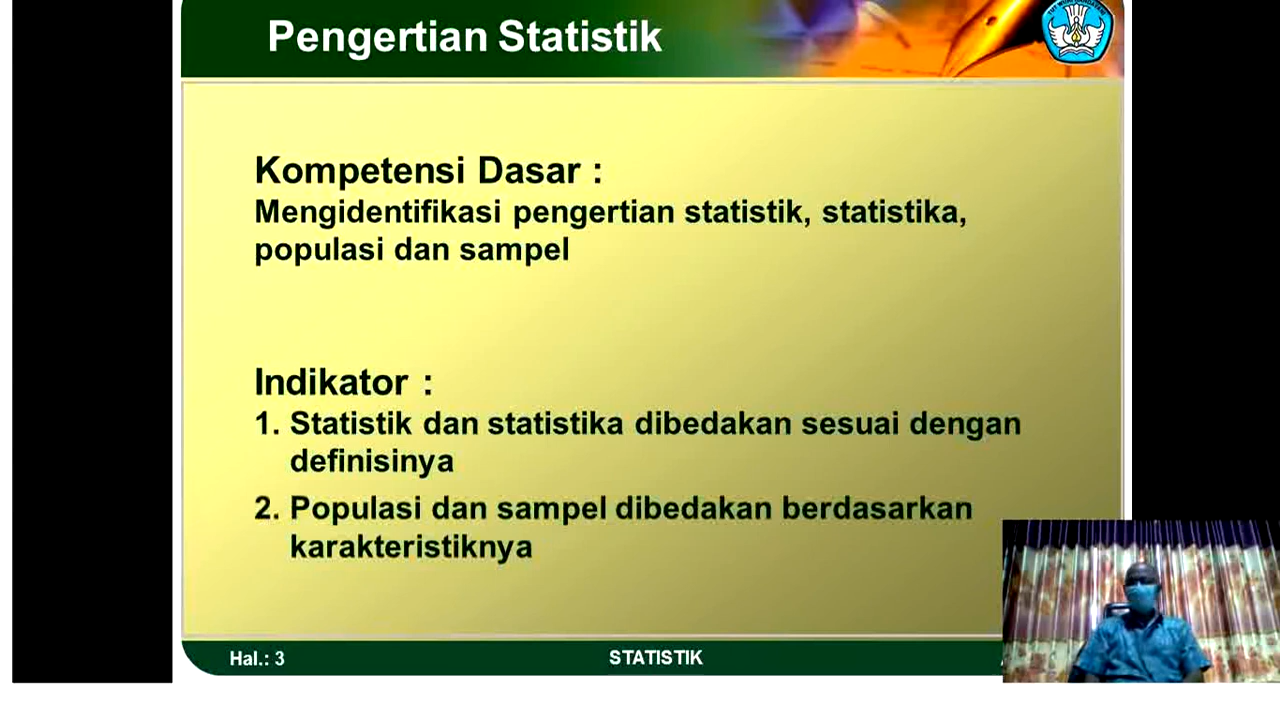 Pengertian Statistik
Kompetensi Dasar :
Mengidentifikasi pengertian statistik, statistika,
populasi dan sampel
Indikator :
1. Statistik dan statistika dibedakan sesuai dengan
definisinya
2. Populasi dan sampel dibedakan berdasarkan
karakteristiknya
Hal.: 3
STATISTIK